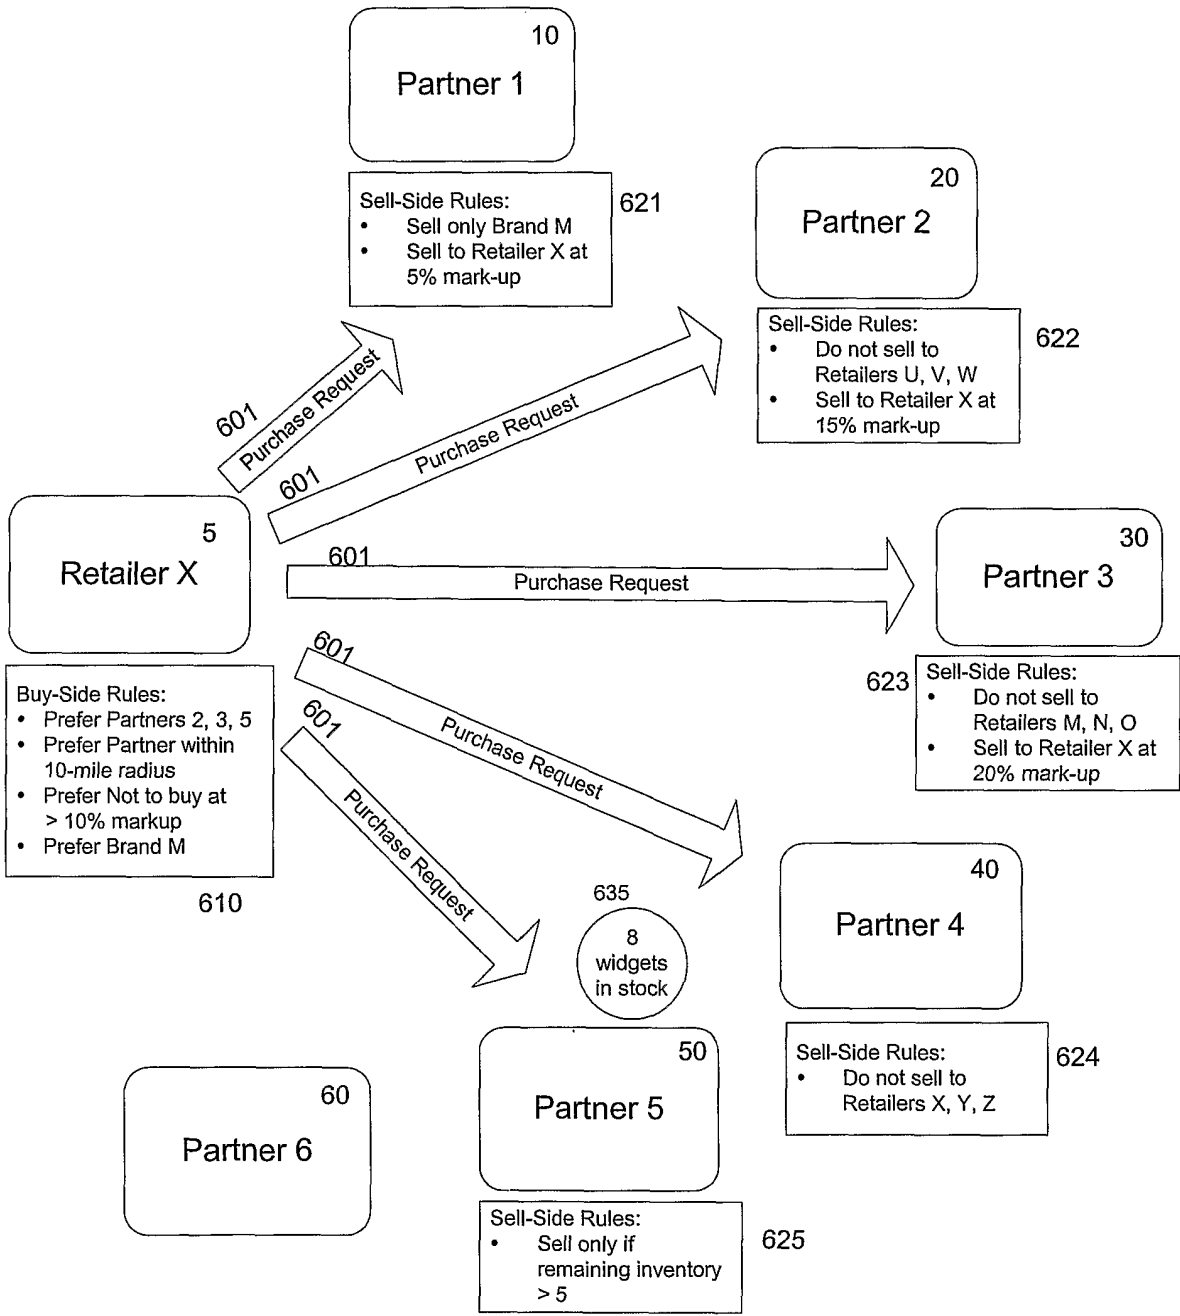 10
Partner 1
Sell-Side Rules:
• Sell only Brand M
• Sell to Retailer X at
5% mark-up
621
20
Partner 2
Sell-Side Rules:
• Do not sell to
Retailers U, V, W
• Sell to Retailer X at
15% mark-up
622
601
Purchase Request
601
Purchase Request
5
Retailer X
601
Purchase Request
30
Partner 3
623
Sell-Side Rules:
• Do not sell to
Retailers M, N, O
• Sell to Retailer X at
20% mark-up
601
Purchase Request
601
Purchase Request
Buy-Side Rules:
• Prefer Partners 2, 3, 5
• Prefer Partner within
10-mile radius
• Prefer Not to buy at
> 10% markup
• Prefer Brand M
610
635
8
widgets
in stock
40
Partner 4
Sell-Side Rules:
• Do not sell to
Retailers X, Y, Z
624
50
Partner 5
60
Partner 6
Sell-Side Rules:
• Sell only if
remaining inventory
> 5
625